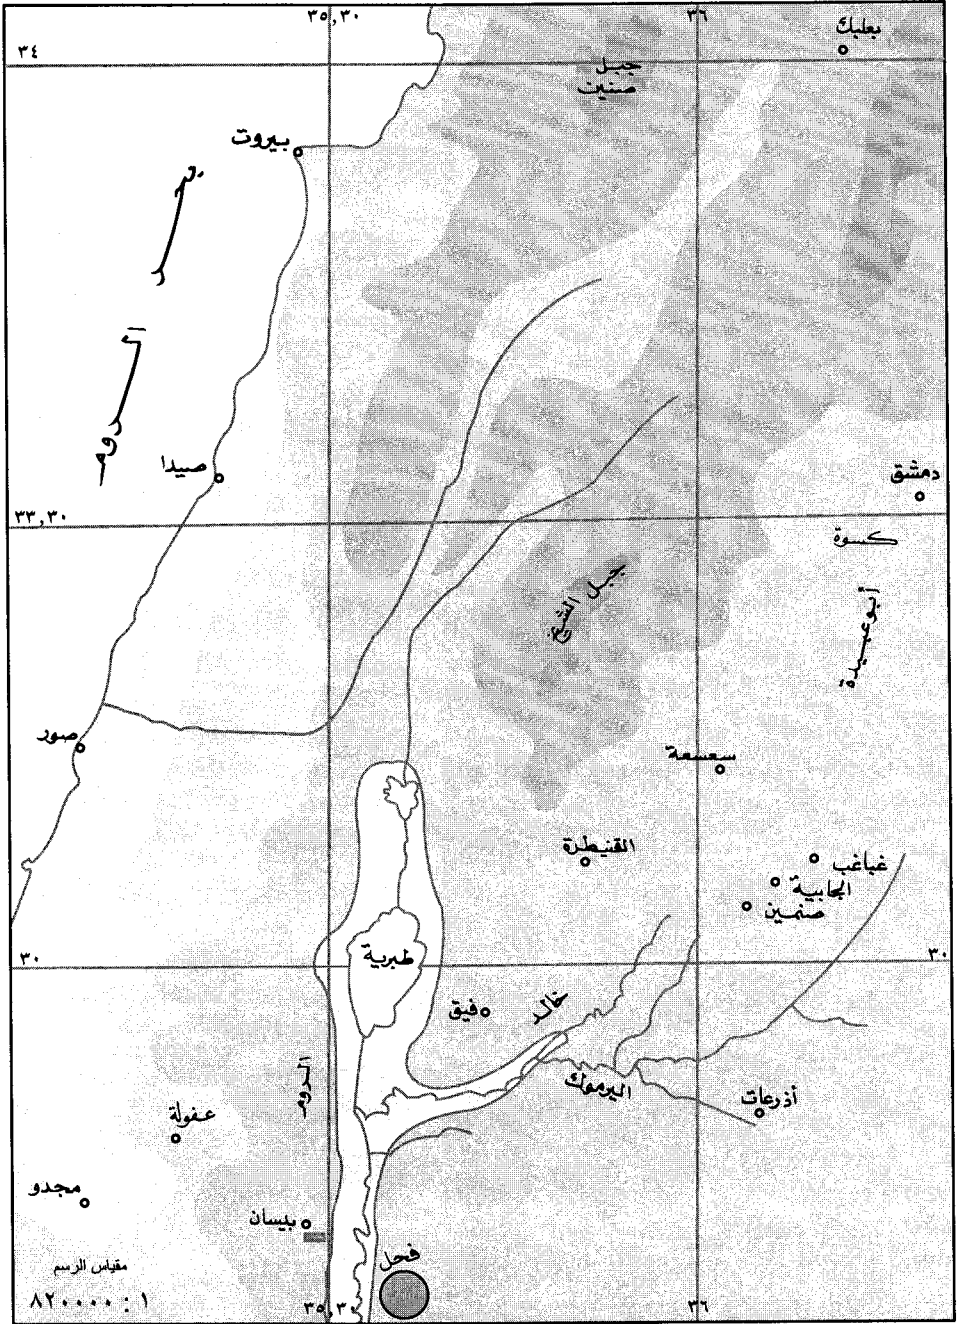 ٣٥,٣٠
٣٦
بعلبك
٣٤
جبل
صنين
بيروت
بحر
الروم
صيدا
دمشق
٣٣,٣٠
كسوة
جبل الشيخ
أبو عبيدة
صور
سعسعة
القنيطرة
غباغب
الجابية
صنمين
٣٠
طبرية
٣٠
فيق
خالد
الروم
اليرموك
أذرعات
عفولة
مجدو
بيسان
فحل
مقياس الرسم
١ : ٨٢٠٠٠٠
٣٥,٣٠
٣٦